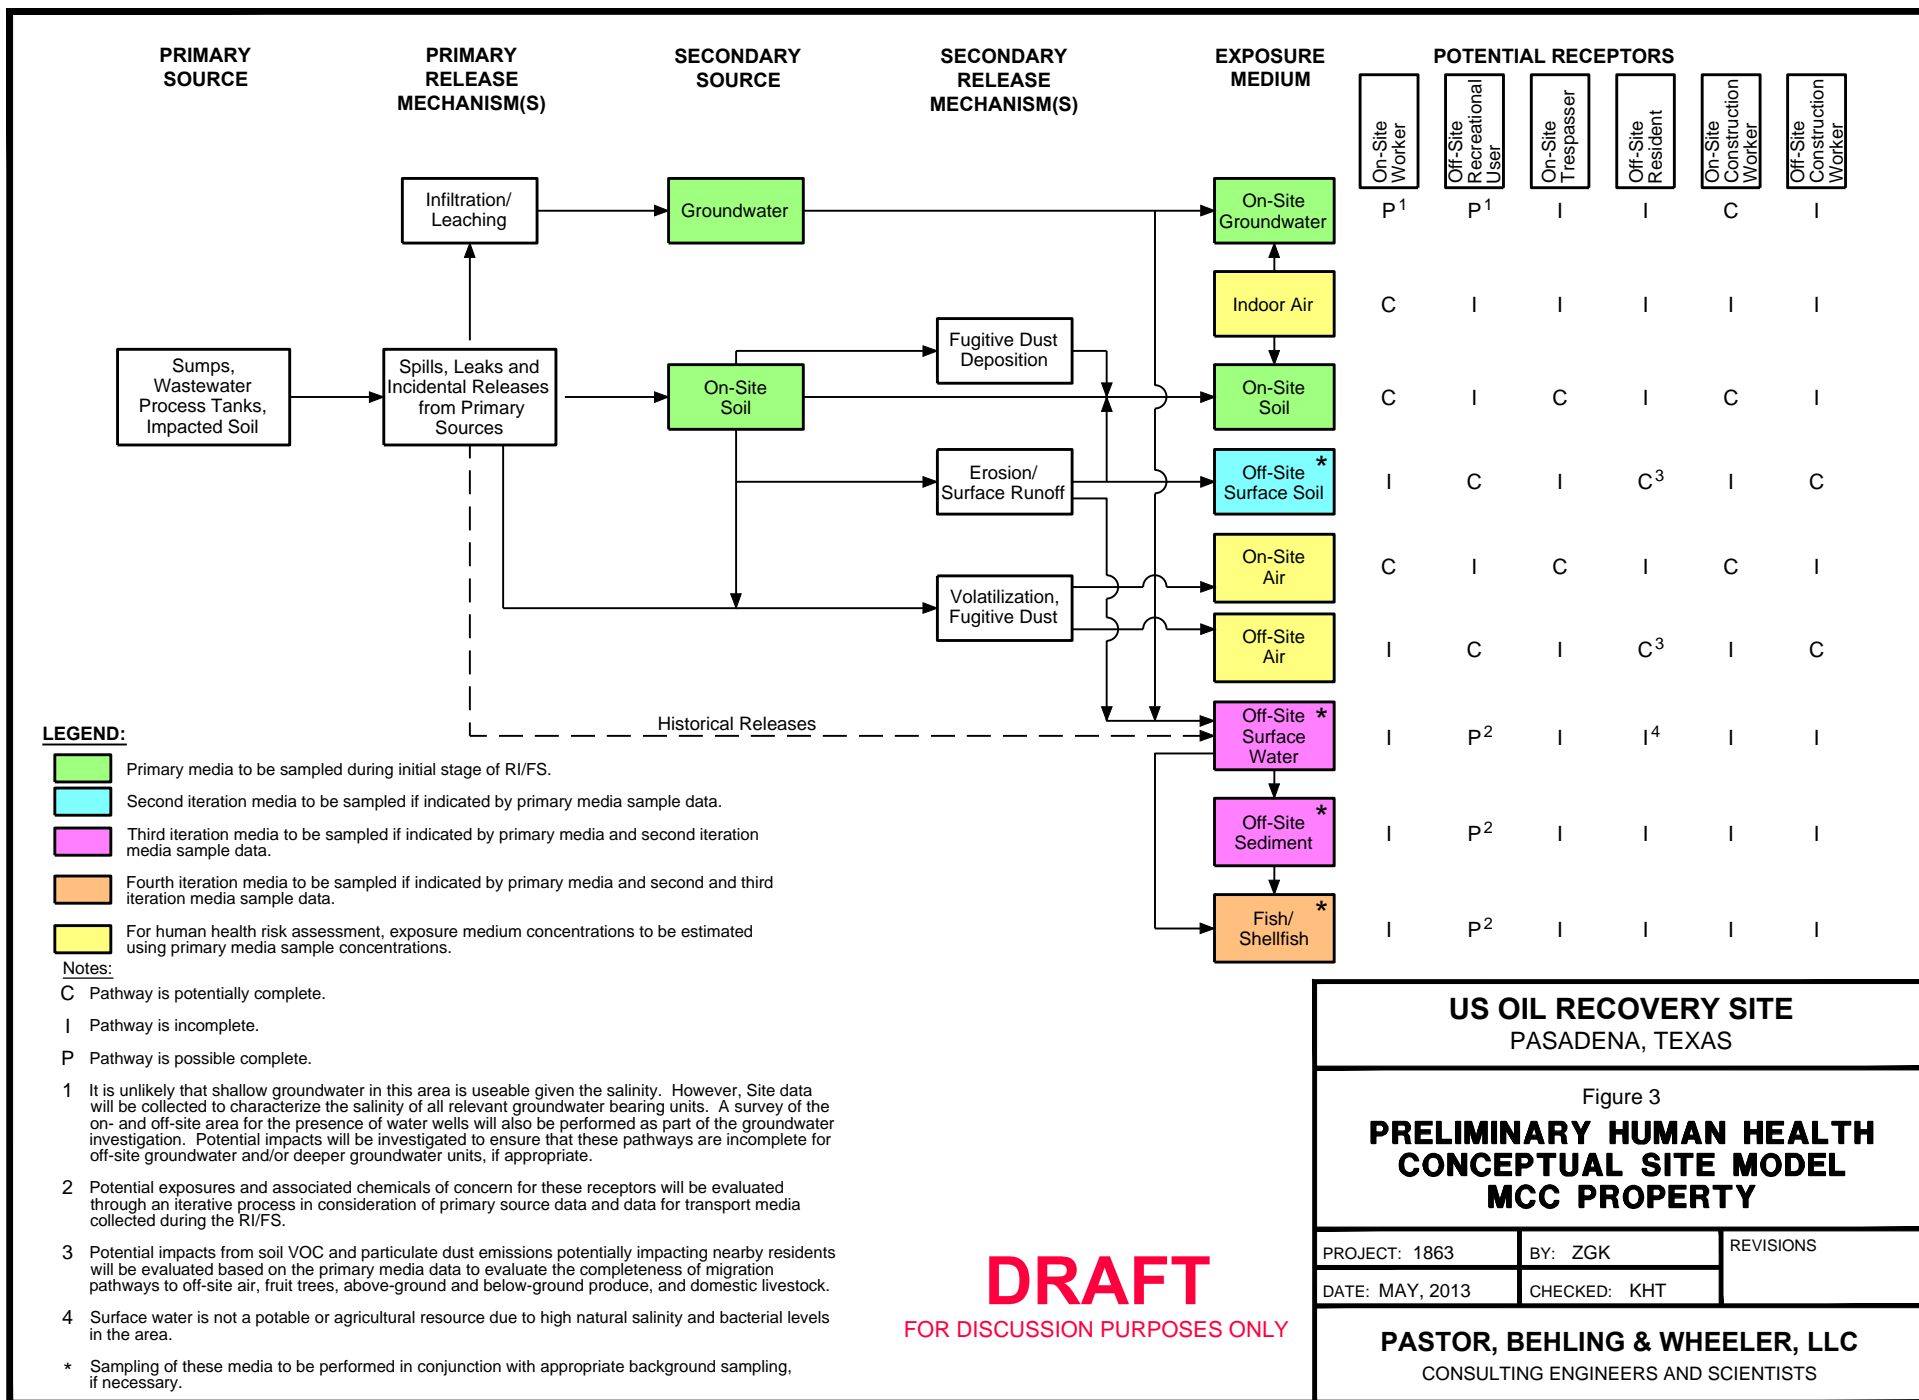 PRIMARY
SOURCE
PRIMARY
RELEASE
MECHANISM(S)
SECONDARY
SOURCE
SECONDARY
RELEASE
MECHANISM(S)
EXPOSURE
MEDIUM
POTENTIAL RECEPTORS
On-Site
Worker
Off-Site
Recreational
User
On-Site
Trespasser
Off-Site
Resident
On-Site
Construction
Worker
Off-Site
Construction
Worker
Infiltration/
Leaching
Groundwater
On-Site
Groundwater
P1 P1 I I C I
Indoor Air
C I I I I I
Sumps,
Wastewater
Process Tanks,
Impacted Soil
Spills, Leaks and
Incidental Releases
from Primary
Sources
On-Site
Soil
Fugitive Dust
Deposition
On-Site
Soil
C I C I C I
Erosion/
Surface Runoff
Off-Site *
Surface Soil
I C I C3 I C
Volatilization,
Fugitive Dust
On-Site
Air
C I C I C I
Off-Site
Air
I C I C3 I C
Historical Releases
Off-Site *
Surface
Water
I P2 I I4 I I
Off-Site *
Sediment
I P2 I I I I
Fish/ *
Shellfish
I P2 I I I I
LEGEND:
Primary media to be sampled during initial stage of RI/FS.
Second iteration media to be sampled if indicated by primary media sample data.
Third iteration media to be sampled if indicated by primary media and second iteration
media sample data.
Fourth iteration media to be sampled if indicated by primary media and second and third
iteration media sample data.
For human health risk assessment, exposure medium concentrations to be estimated
using primary media sample concentrations.
Notes:
C Pathway is potentially complete.
I Pathway is incomplete.
P Pathway is possible complete.
1 It is unlikely that shallow groundwater in this area is useable given the salinity. However, Site data
will be collected to characterize the salinity of all relevant groundwater bearing units. A survey of the
on- and off-site area for the presence of water wells will also be performed as part of the groundwater
investigation. Potential impacts will be investigated to ensure that these pathways are incomplete for
off-site groundwater and/or deeper groundwater units, if appropriate.
2 Potential exposures and associated chemicals of concern for these receptors will be evaluated
through an iterative process in consideration of primary source data and data for transport media
collected during the RI/FS.
3 Potential impacts from soil VOC and particulate dust emissions potentially impacting nearby residents
will be evaluated based on the primary media data to evaluate the completeness of migration
pathways to off-site air, fruit trees, above-ground and below-ground produce, and domestic livestock.
4 Surface water is not a potable or agricultural resource due to high natural salinity and bacterial levels
in the area.
* Sampling of these media to be performed in conjunction with appropriate background sampling,
if necessary.
DRAFT
FOR DISCUSSION PURPOSES ONLY
US OIL RECOVERY SITE
PASADENA, TEXAS
Figure 3
PRELIMINARY HUMAN HEALTH
CONCEPTUAL SITE MODEL
MCC PROPERTY
PROJECT: 1863 BY: ZGK REVISIONS
DATE: MAY, 2013 CHECKED: KHT
PASTOR, BEHLING & WHEELER, LLC
CONSULTING ENGINEERS AND SCIENTISTS